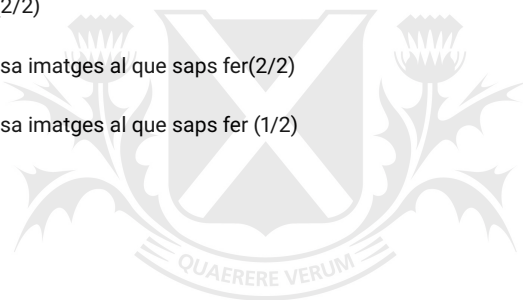 2/2)
sa imatges al que saps fer(2/2)
sa imatges al que saps fer (1/2)
QUAERERE VERUM